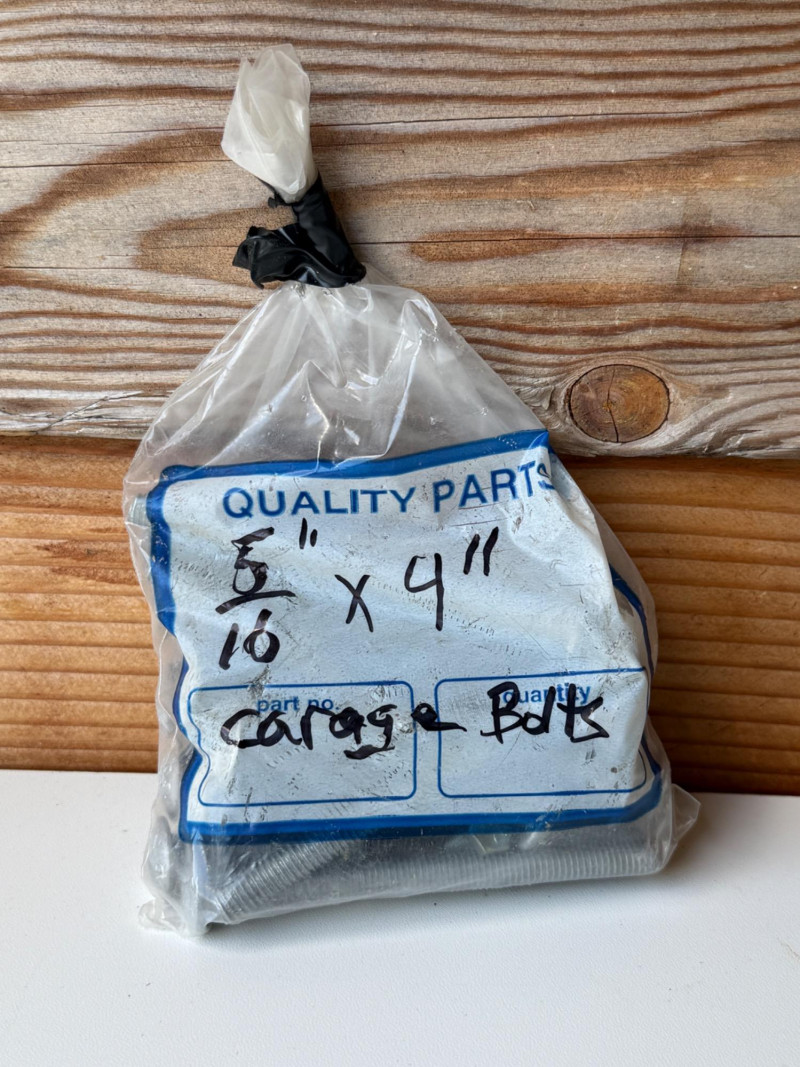 QUALITY PARTS
5/16" x 4"
part no. quantity
carage Bolts